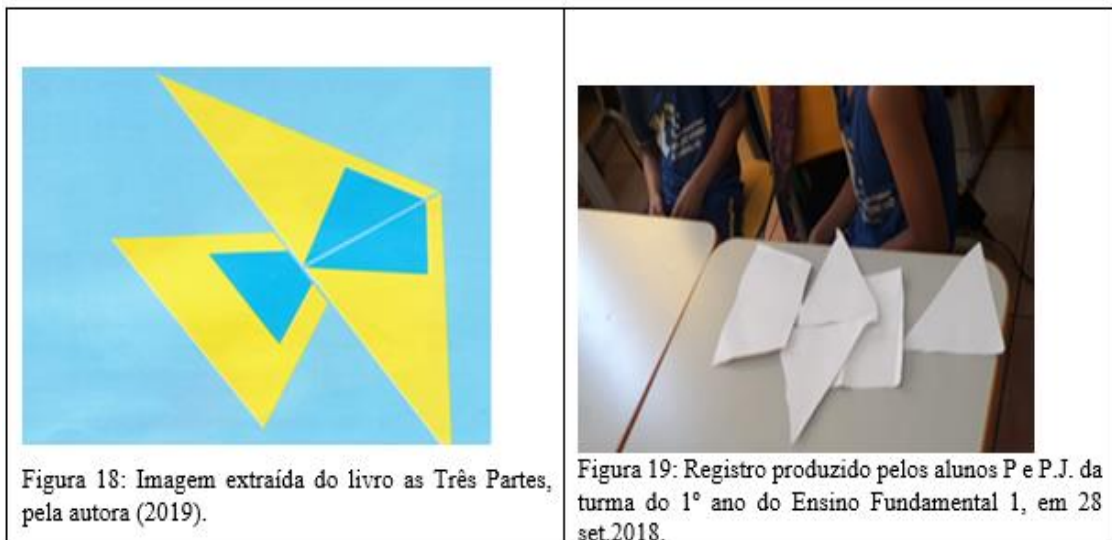 Figura 18: Imagem extraída do livro as Três Partes,
pela autora (2019).
Figura 19: Registro produzido pelos alunos P e P.J. da
turma do 1º ano do Ensino Fundamental 1, em 28
set.2018.